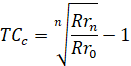 TC_c = \sqrt[n]{\frac{Rr_n}{Rr_0}} - 1